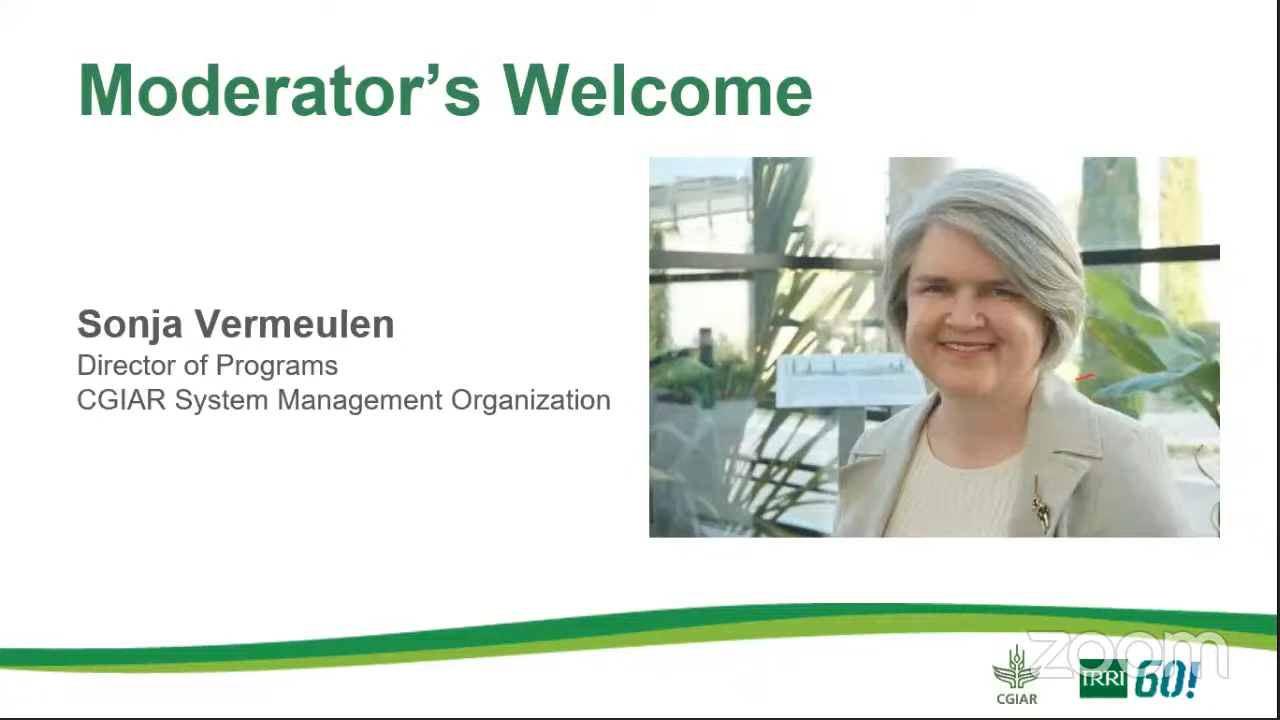 Moderator’s Welcome
Sonja Vermeulen
Director of Programs
CGIAR System Management Organization
zoom
CGIAR
IRRI 60!